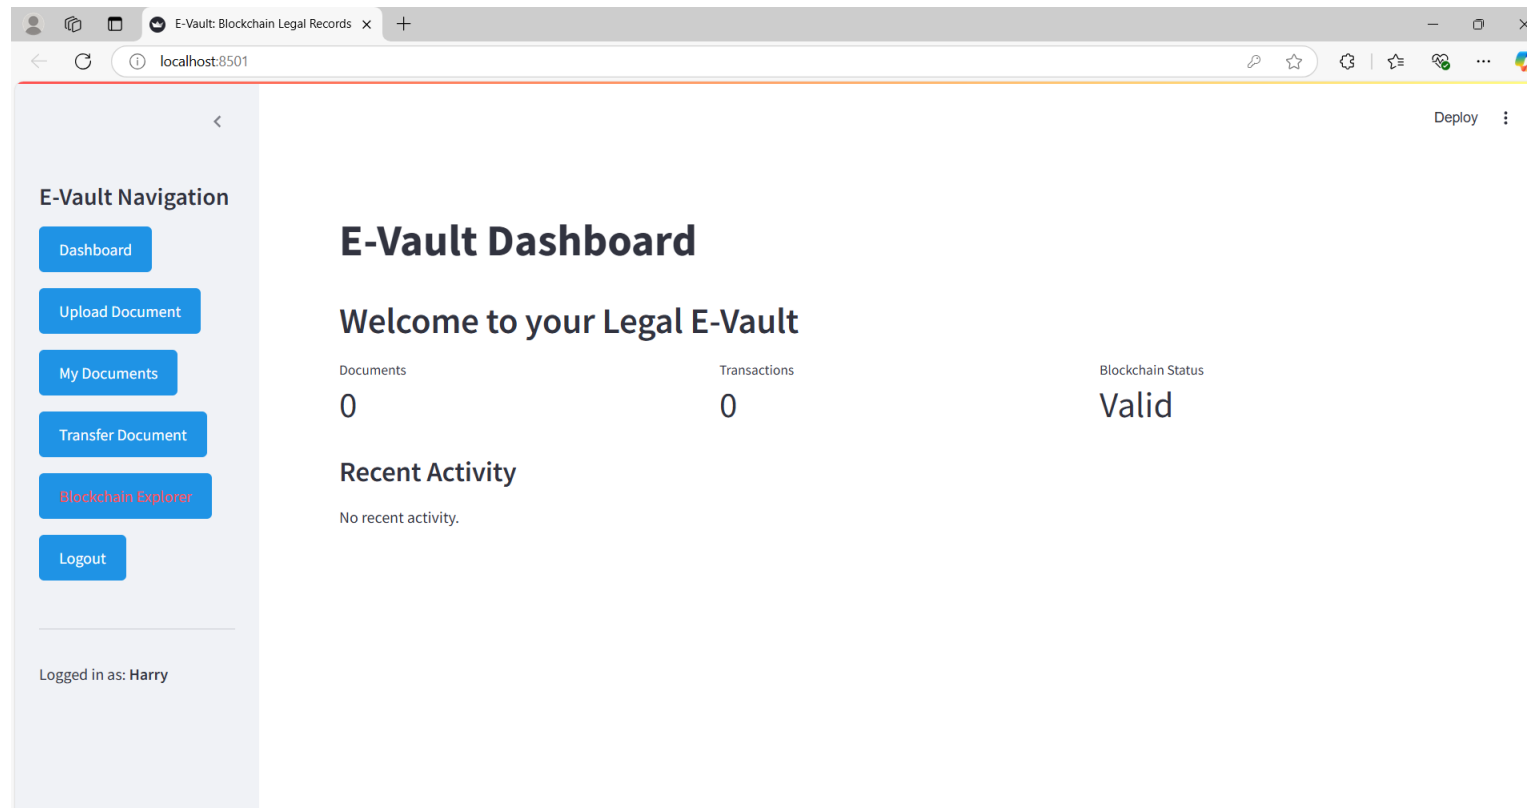 E-Vault: Blockchain Legal Records
localhost:8501
Deploy
E-Vault Navigation
Dashboard
Upload Document
My Documents
Transfer Document
Blockchain Explorer
Logout
Logged in as: Harry
E-Vault Dashboard
Welcome to your Legal E-Vault
Documents Transactions Blockchain Status
0 0 Valid
Recent Activity
No recent activity.